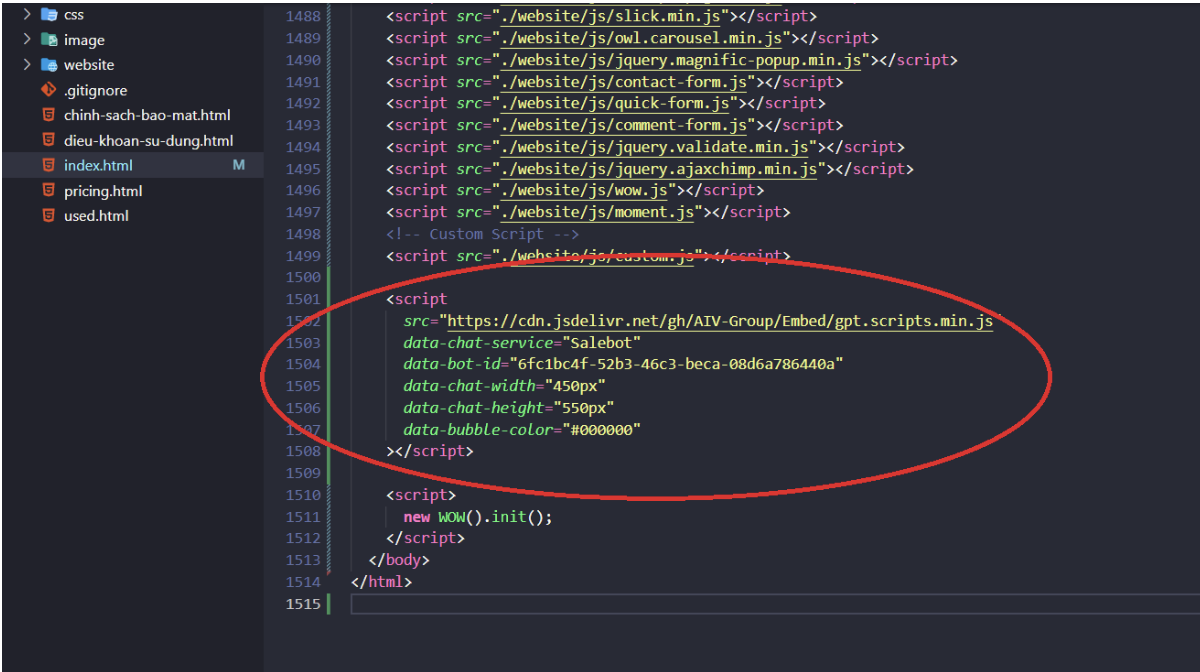 css
image
website
.gitignore
chinh-sach-bao-mat.html
dieu-khoan-su-dung.html
index.html M
pricing.html
used.html
1488 <script src="./website/js/slick.min.js"></script>
1489 <script src="./website/js/owl.carousel.min.js"></script>
1490 <script src="./website/js/jquery.magnific-popup.min.js"></script>
1491 <script src="./website/js/contact-form.js"></script>
1492 <script src="./website/js/quick-form.js"></script>
1493 <script src="./website/js/comment-form.js"></script>
1494 <script src="./website/js/jquery.validate.min.js"></script>
1495 <script src="./website/js/jquery.ajaxchimp.min.js"></script>
1496 <script src="./website/js/wow.js"></script>
1497 <script src="./website/js/moment.js"></script>
1498 <!-- Custom Script -->
1499 <script src="./website/js/custom.js"></script>
1500
1501 <script
1502 src="https://cdn.jsdelivr.net/gh/AIV-Group/Embed/gpt.scripts.min.js"
1503 data-chat-service="Salebot"
1504 data-bot-id="6fc1bc4f-52b3-46c3-beca-08d6a786440a"
1505 data-chat-width="450px"
1506 data-chat-height="550px"
1507 data-bubble-color="#000000"
1508 ></script>
1509
1510 <script>
1511 new WOW().init();
1512 </script>
1513 </body>
1514 </html>
1515